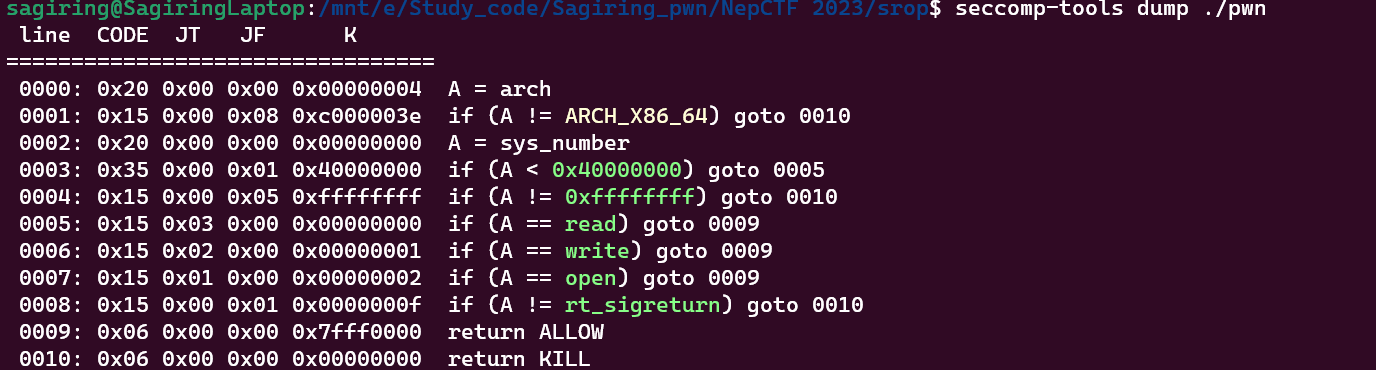 sagiring@SagiringLaptop:/mnt/e/Study_code/Sagiring_pwn/NepCTF 2023/srop$ seccomp-tools dump ./pwn
 line  CODE  JT   JF      K
=================================
 0000: 0x20 0x00 0x00 0x00000004  A = arch
 0001: 0x15 0x00 0x08 0xc000003e  if (A != ARCH_X86_64) goto 0010
 0002: 0x20 0x00 0x00 0x00000000  A = sys_number
 0003: 0x35 0x00 0x01 0x40000000  if (A < 0x40000000) goto 0005
 0004: 0x15 0x00 0x05 0xffffffff  if (A != 0xffffffff) goto 0010
 0005: 0x15 0x03 0x00 0x00000000  if (A == read) goto 0009
 0006: 0x15 0x02 0x00 0x00000001  if (A == write) goto 0009
 0007: 0x15 0x01 0x00 0x00000002  if (A == open) goto 0009
 0008: 0x15 0x00 0x01 0x0000000f  if (A != rt_sigreturn) goto 0010
 0009: 0x06 0x00 0x00 0x7fff0000  return ALLOW
 0010: 0x06 0x00 0x00 0x00000000  return KILL